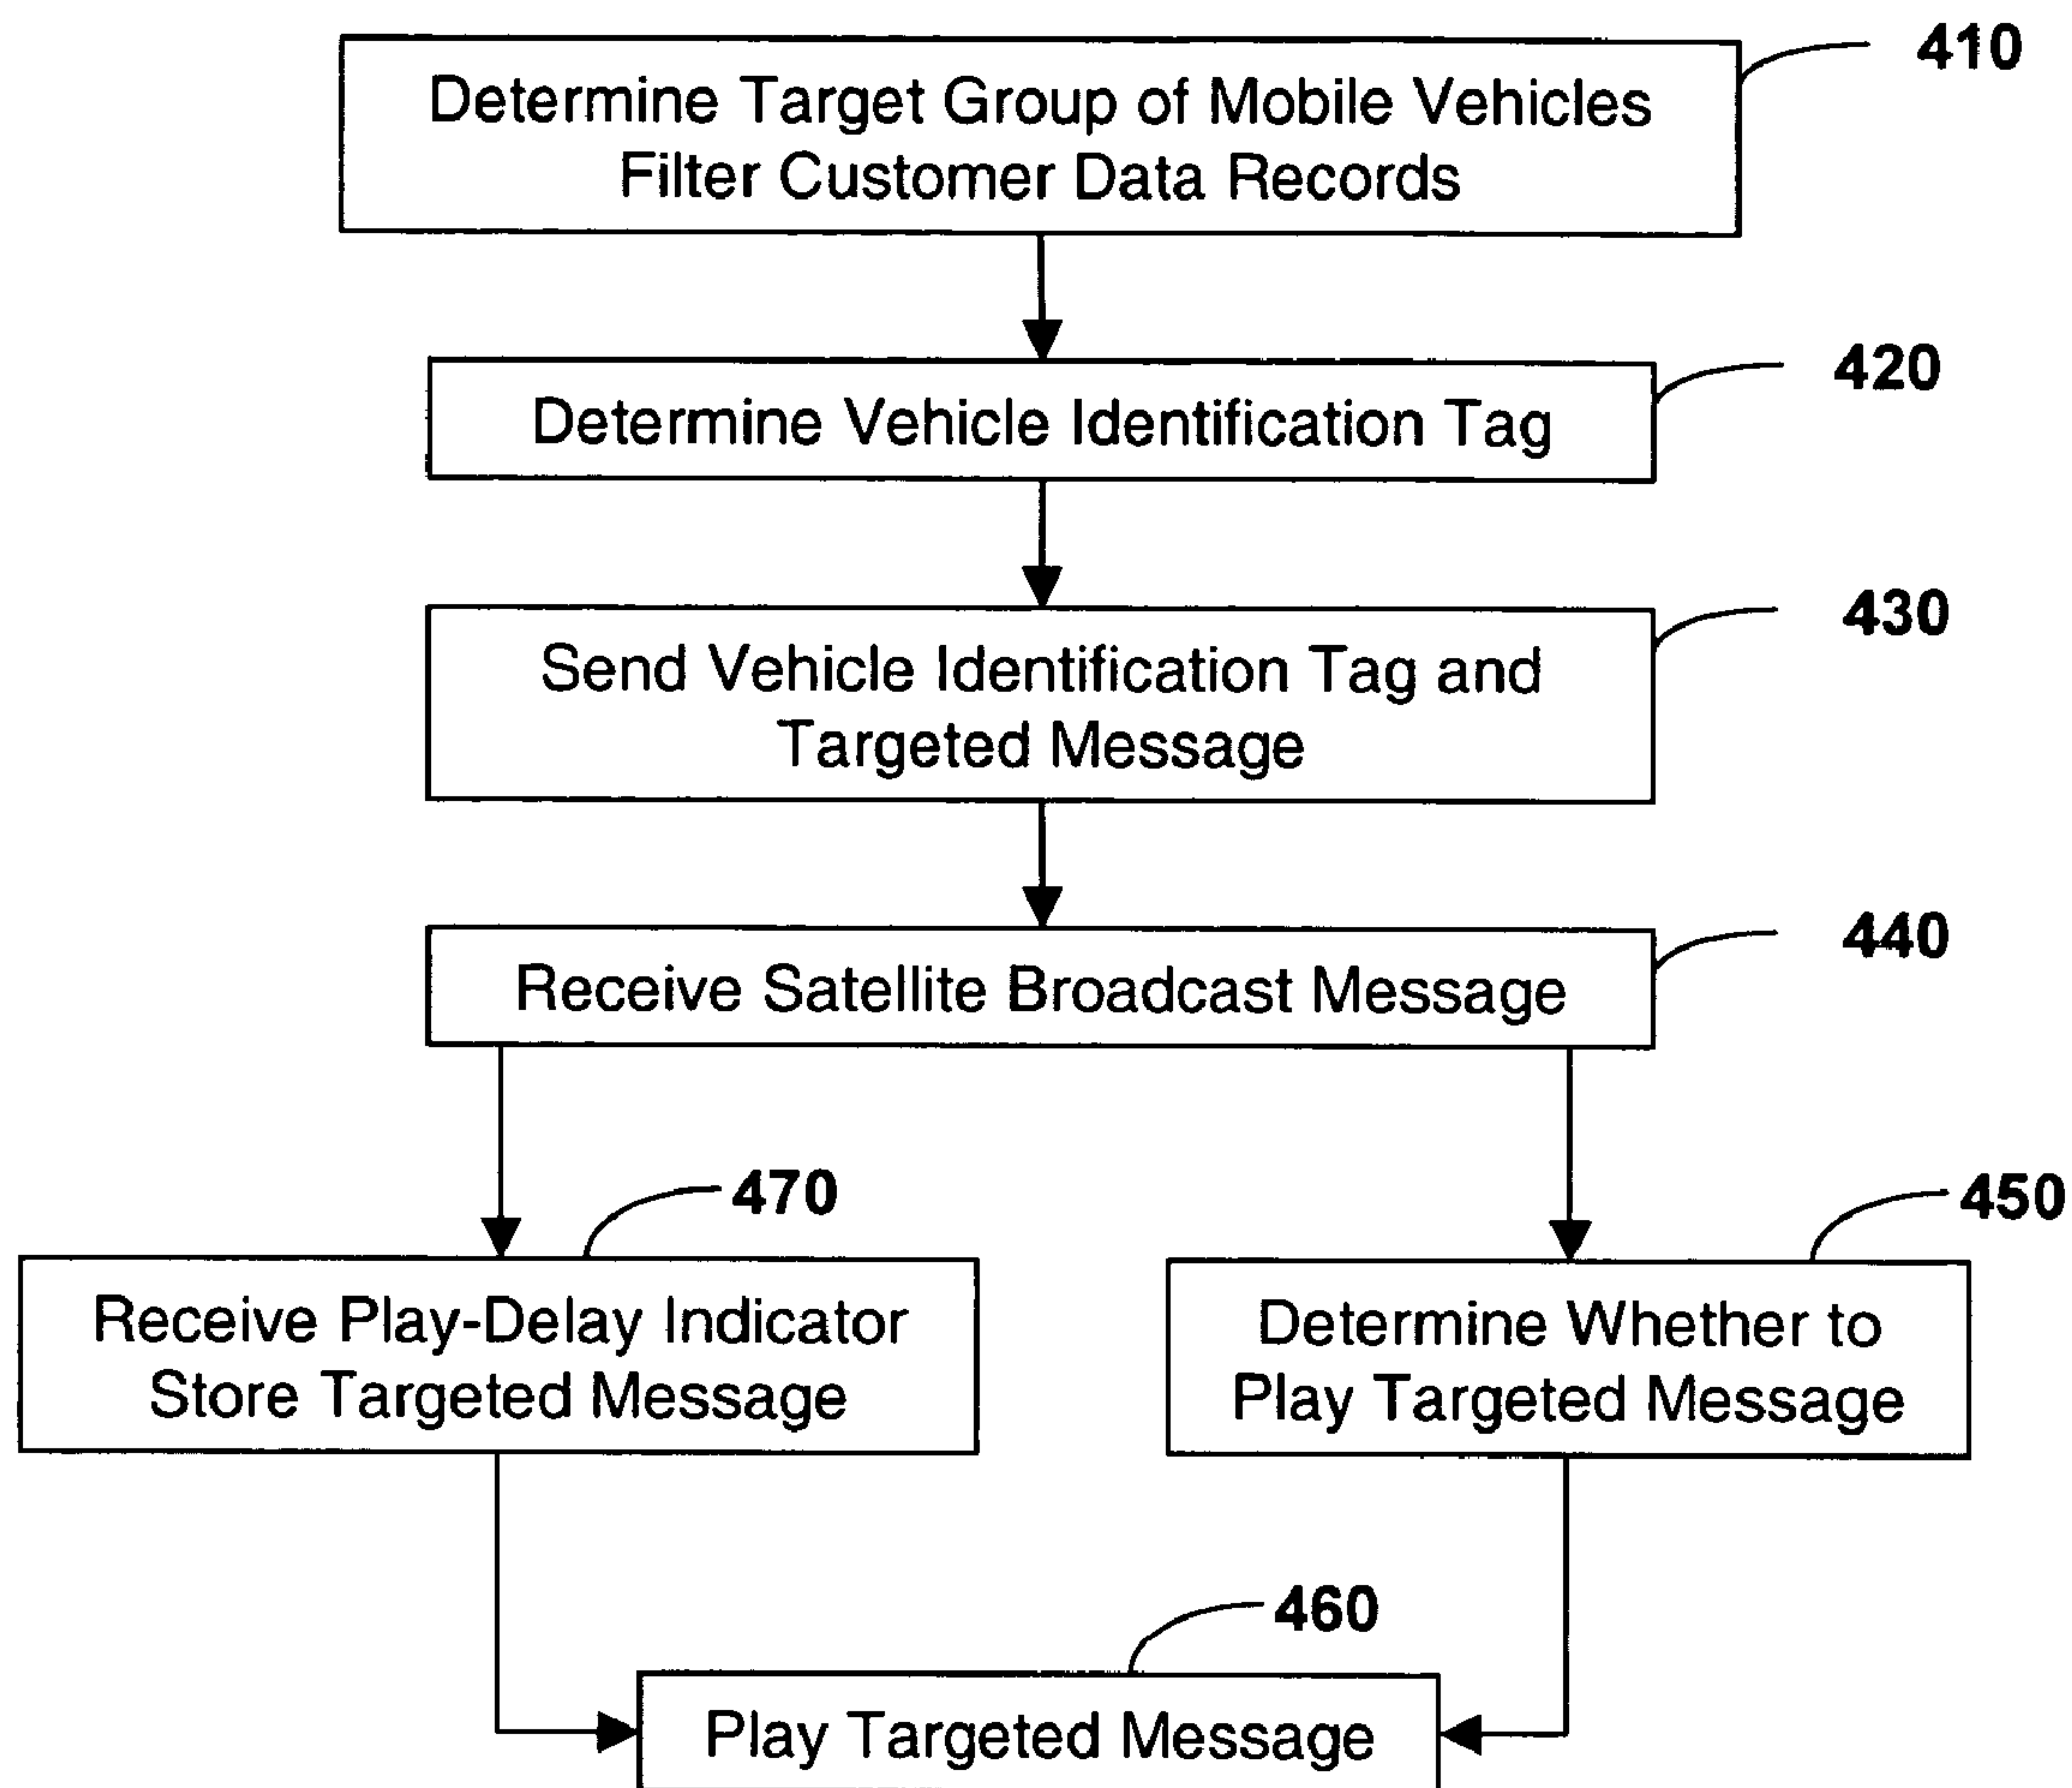 410
Determine Target Group of Mobile Vehicles
Filter Customer Data Records
420
Determine Vehicle Identification Tag
430
Send Vehicle Identification Tag and
Targeted Message
440
Receive Satellite Broadcast Message
470
Receive Play-Delay Indicator
Store Targeted Message
450
Determine Whether to
Play Targeted Message
460
Play Targeted Message